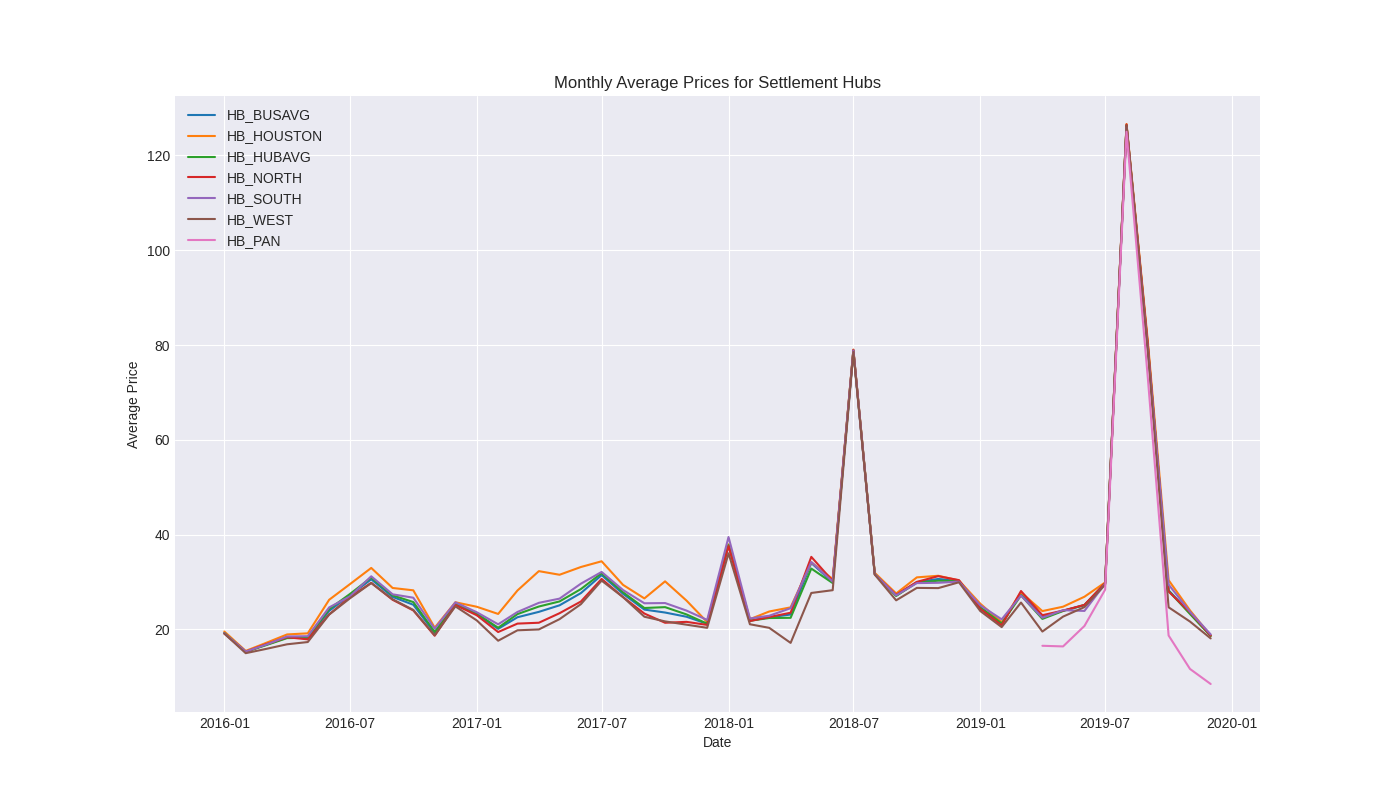 Monthly Average Prices for Settlement Hubs
HB_BUSAVG
HB_HOUSTON
HB_HUBAVG
HB_NORTH
HB_SOUTH
HB_WEST
HB_PAN
Average Price
120
100
80
60
40
20
2016-01 2016-07 2017-01 2017-07 2018-01 2018-07 2019-01 2019-07 2020-01
Date